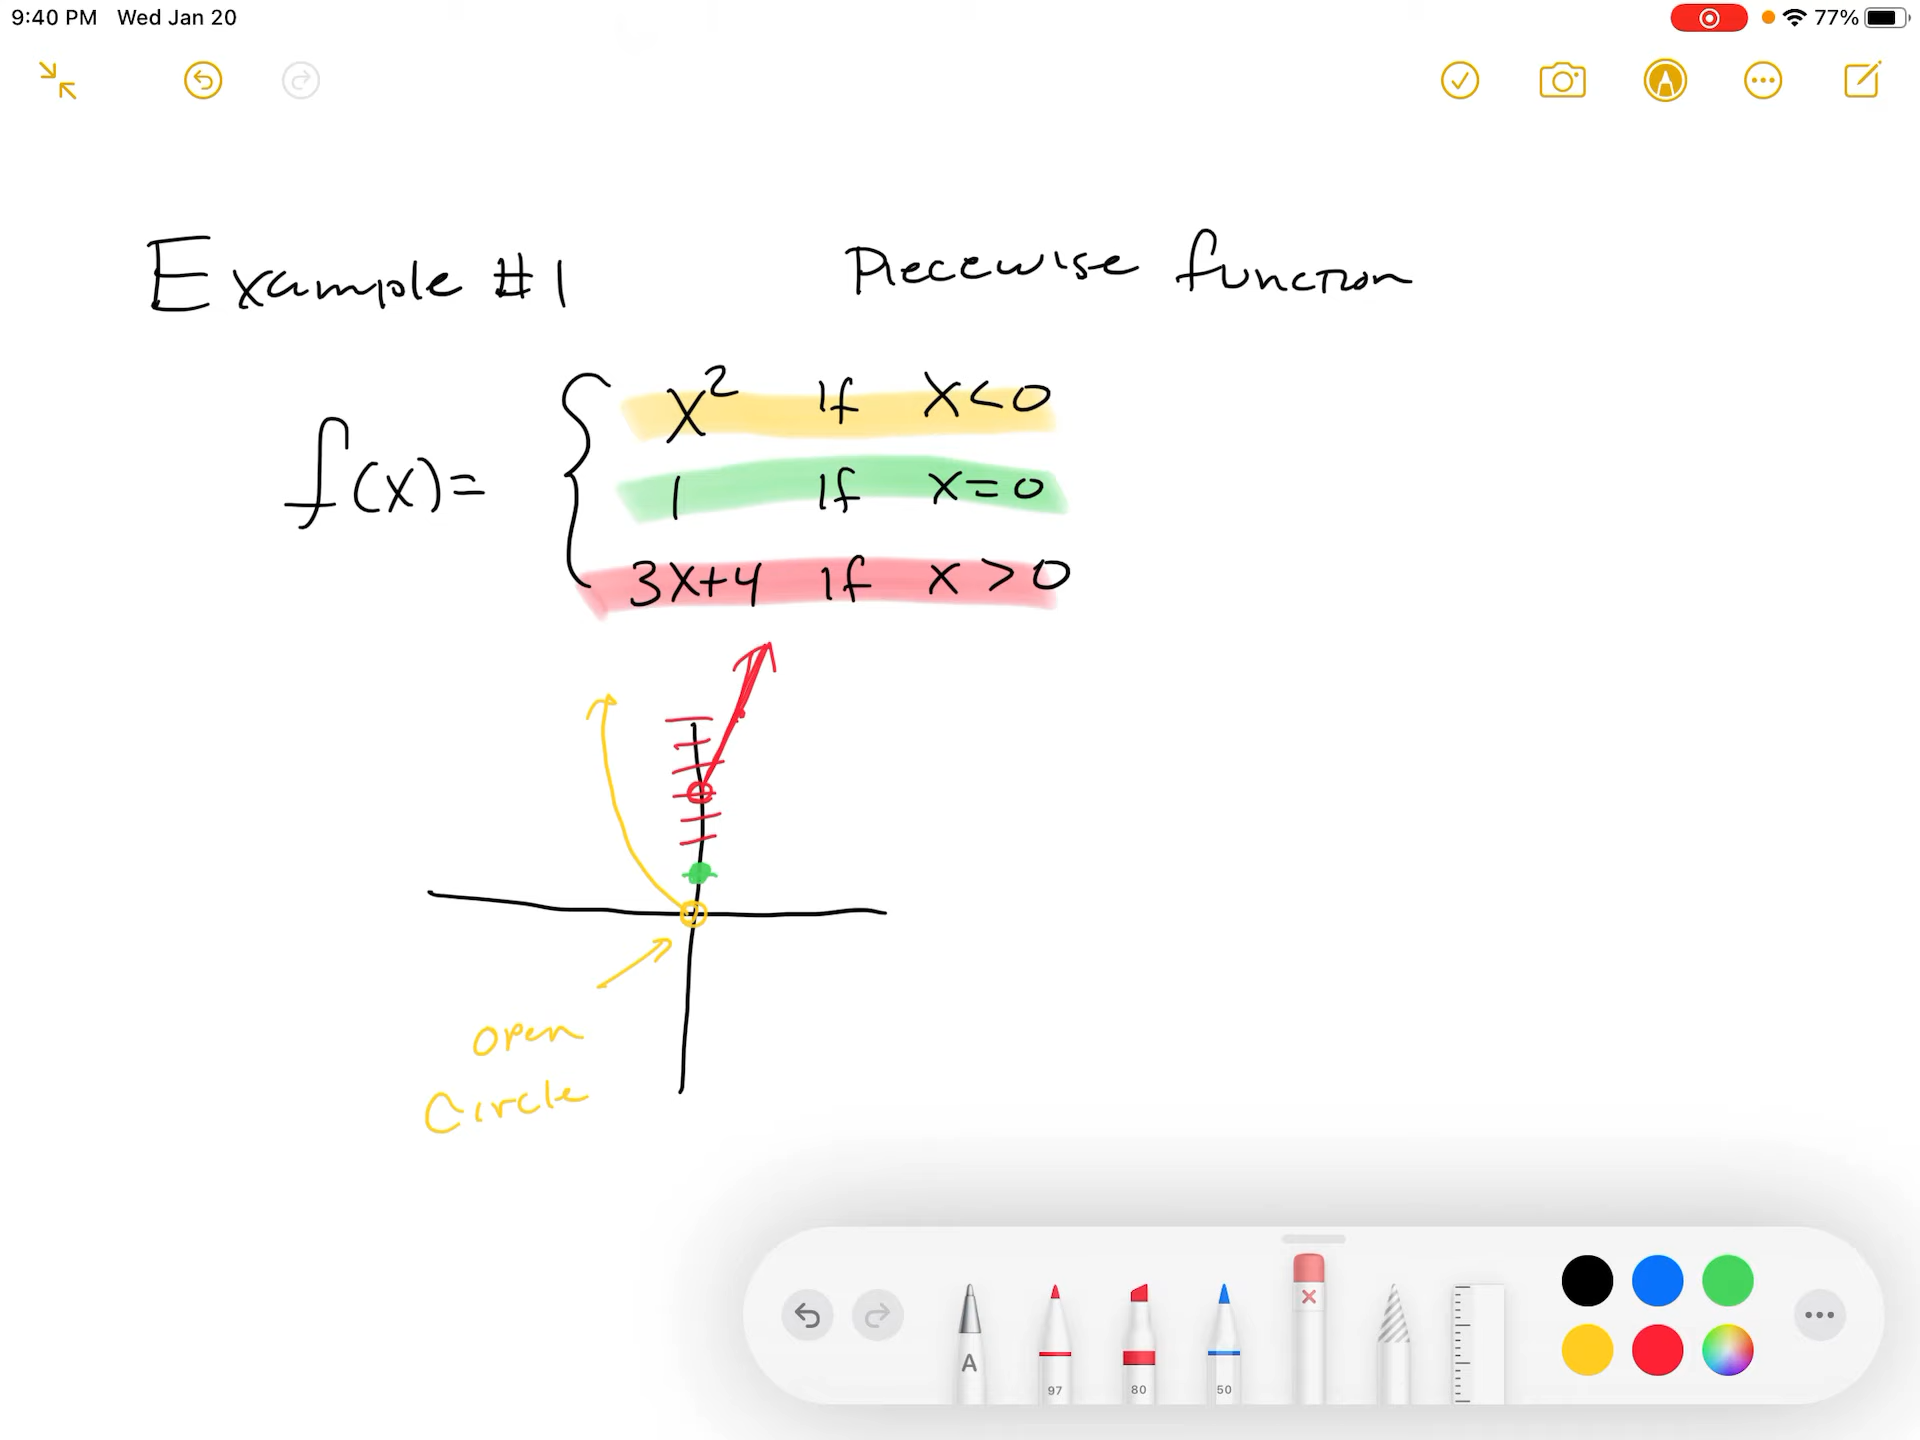 9:40 PM Wed Jan 20 77%
Example #1 Piecewise function
x² if x<0
f(x)= { 1 if x=0
3x+4 if x>0
open
circle
A 97 80 50